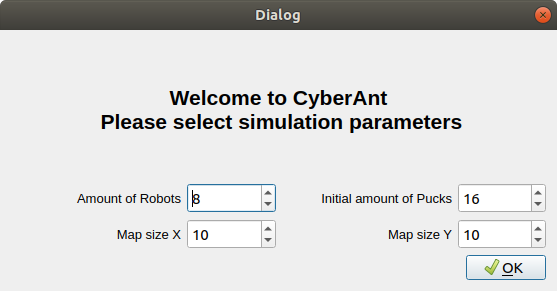 Dialog
Welcome to CyberAnt
Please select simulation parameters
Amount of Robots 8 Initial amount of Pucks 16
Map size X 10 Map size Y 10
OK